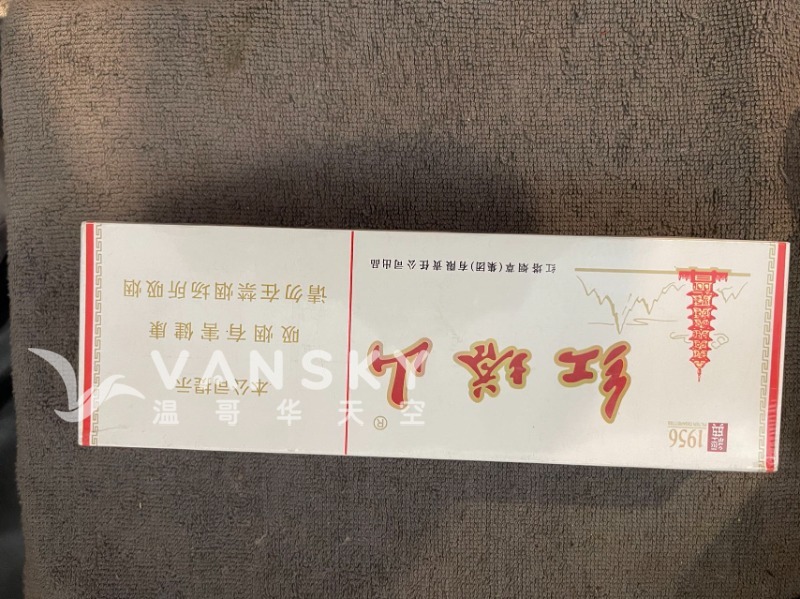 1956
红塔山®
红塔烟草(集团)有限责任公司出品
本公司提示
吸烟有害健康
请勿在禁烟场所吸烟
VANSKY
温哥华天空